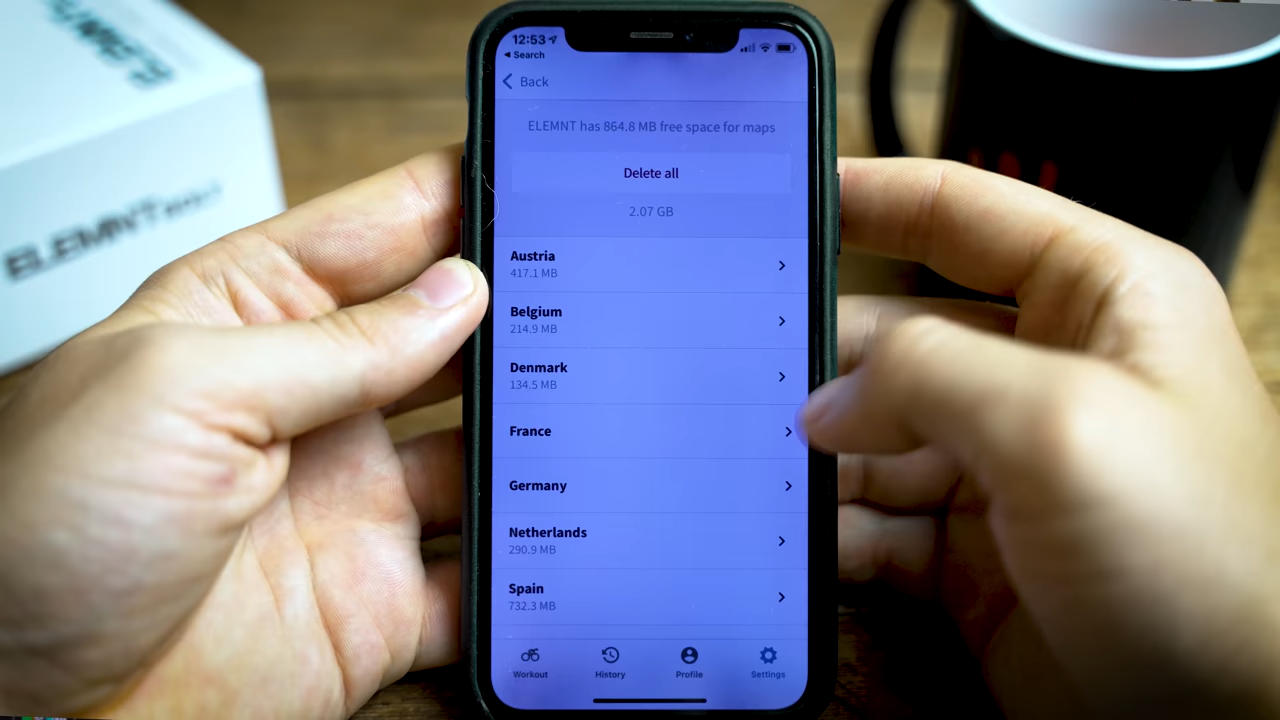 12:53
Search
Back
ELEMNT has 864.8 MB free space for maps
Delete all
2.07 GB
Austria
417.1 MB
Belgium
214.9 MB
Denmark
134.5 MB
France
Germany
Netherlands
290.9 MB
Spain
732.3 MB
Workout
History
Profile
Settings
ELEMNT